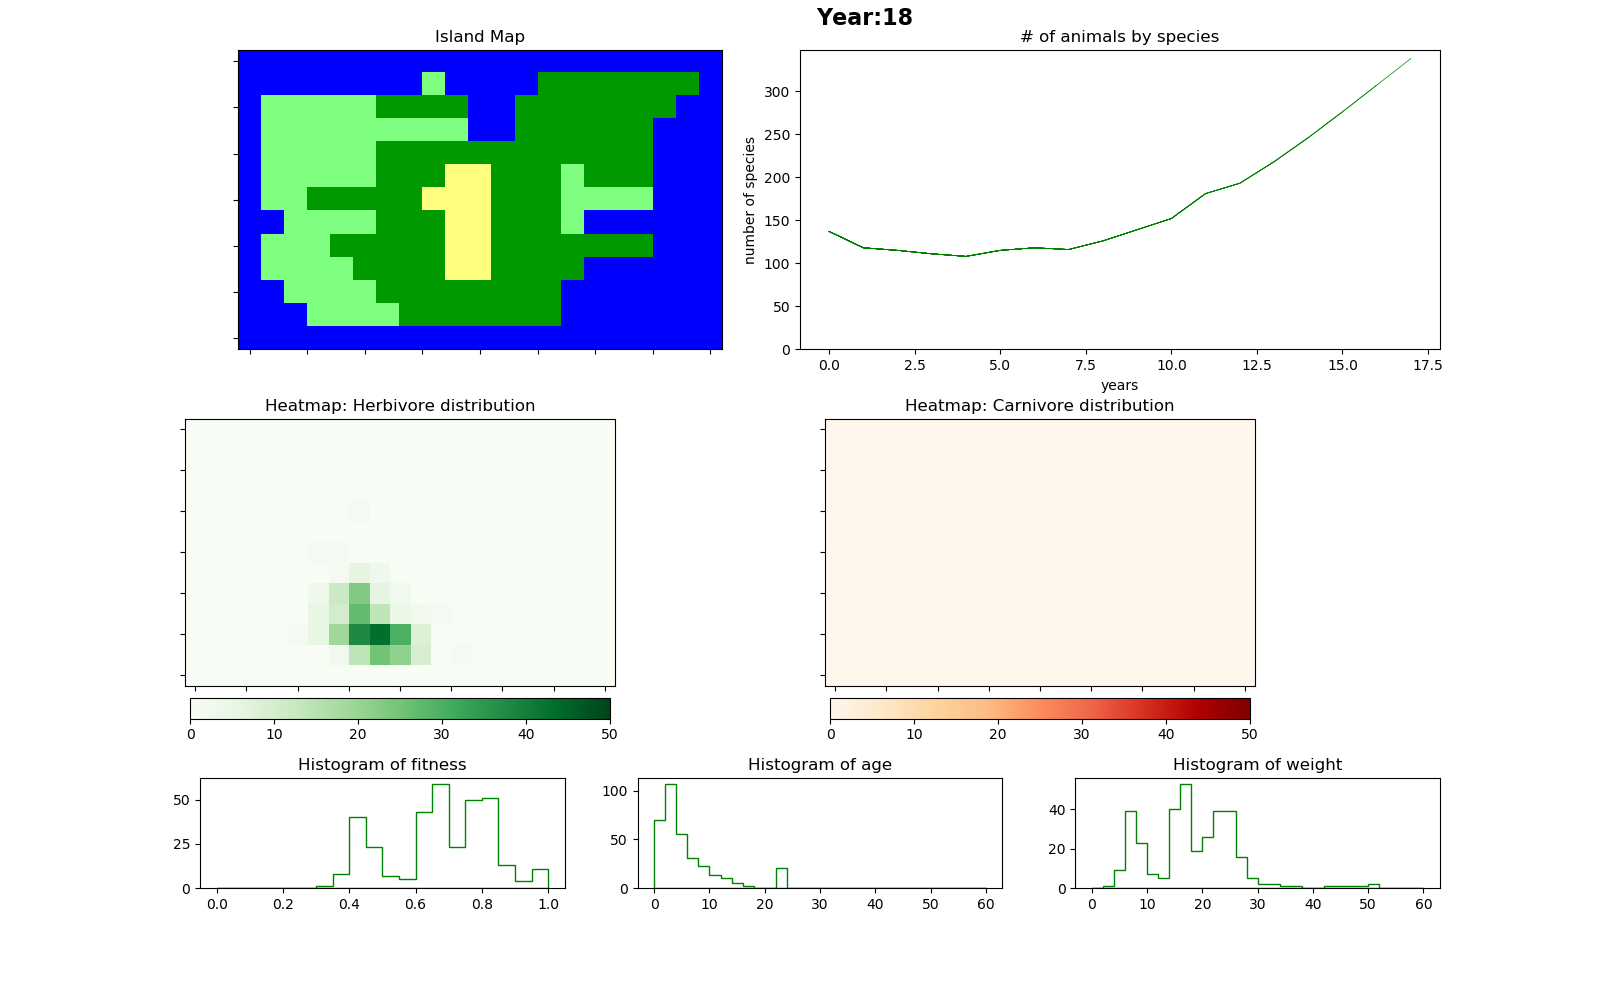 Year:18
Island Map
# of animals by species
300
250
200
150
100
50
0
number of species
0.0 2.5 5.0 7.5 10.0 12.5 15.0 17.5
years
Heatmap: Herbivore distribution
0 10 20 30 40 50
Heatmap: Carnivore distribution
0 10 20 30 40 50
Histogram of fitness
50
25
0
0.0 0.2 0.4 0.6 0.8 1.0
Histogram of age
100
50
0
0 10 20 30 40 50 60
Histogram of weight
40
20
0
0 10 20 30 40 50 60